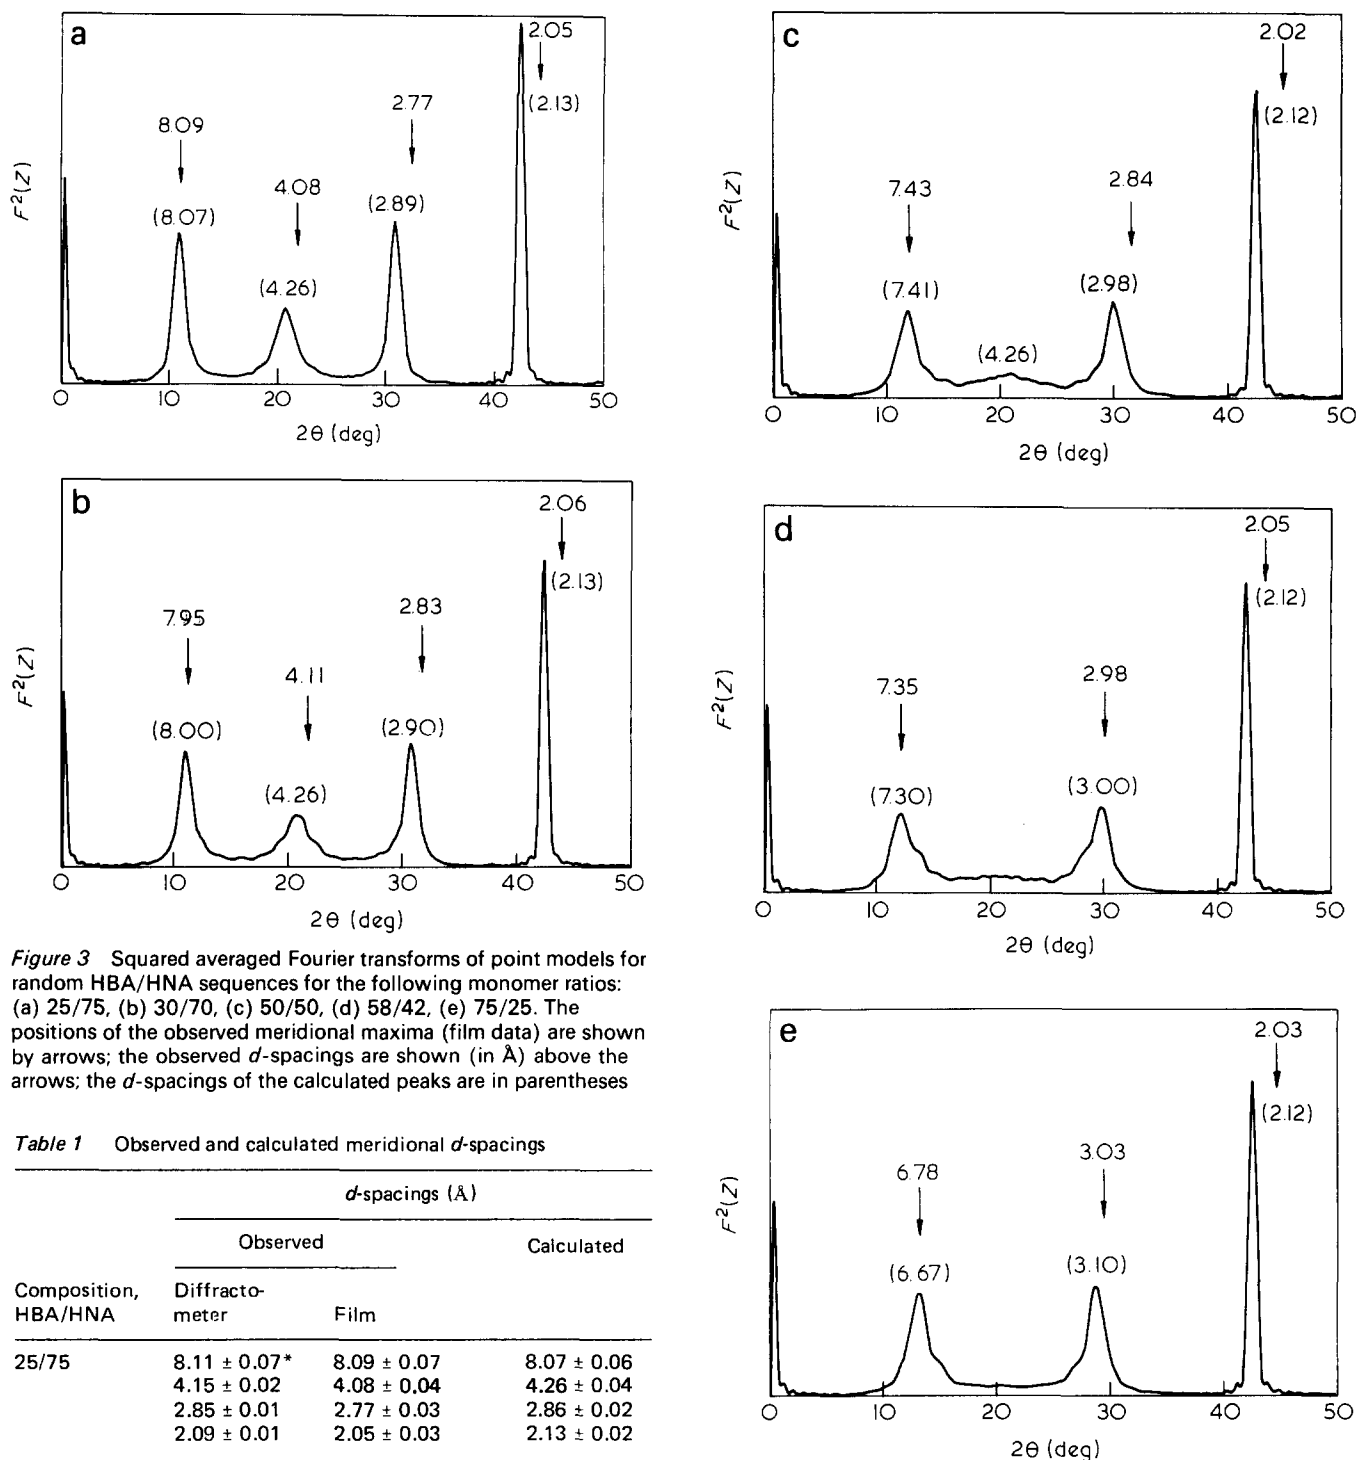 a
2.05
(2.13)
2.77
8.09
4.08
(8.07)
(2.89)
(4.26)
F²(Z)
0 10 20 30 40 50
2θ (deg)
b
2.06
(2.13)
7.95
2.83
4.11
(8.00)
(2.90)
(4.26)
F²(Z)
0 10 20 30 40 50
2θ (deg)
Figure 3 Squared averaged Fourier transforms of point models for
random HBA/HNA sequences for the following monomer ratios:
(a) 25/75, (b) 30/70, (c) 50/50, (d) 58/42, (e) 75/25. The
positions of the observed meridional maxima (film data) are shown
by arrows; the observed d-spacings are shown (in Å) above the
arrows; the d-spacings of the calculated peaks are in parentheses
Table 1 Observed and calculated meridional d-spacings
d-spacings (Å)
Observed Calculated
Composition, Diffracto-
HBA/HNA meter Film
25/75 8.11 ± 0.07* 8.09 ± 0.07 8.07 ± 0.06
4.15 ± 0.02 4.08 ± 0.04 4.26 ± 0.04
2.85 ± 0.01 2.77 ± 0.03 2.86 ± 0.02
2.09 ± 0.01 2.05 ± 0.03 2.13 ± 0.02
c
2.02
(2.12)
7.43
2.84
(7.41)
(2.98)
(4.26)
F²(Z)
0 10 20 30 40 50
2θ (deg)
d
2.05
(2.12)
7.35
2.98
(7.30)
(3.00)
F²(Z)
0 10 20 30 40 50
2θ (deg)
e
2.03
(2.12)
6.78
3.03
(6.67)
(3.10)
F²(Z)
0 10 20 30 40 50
2θ (deg)